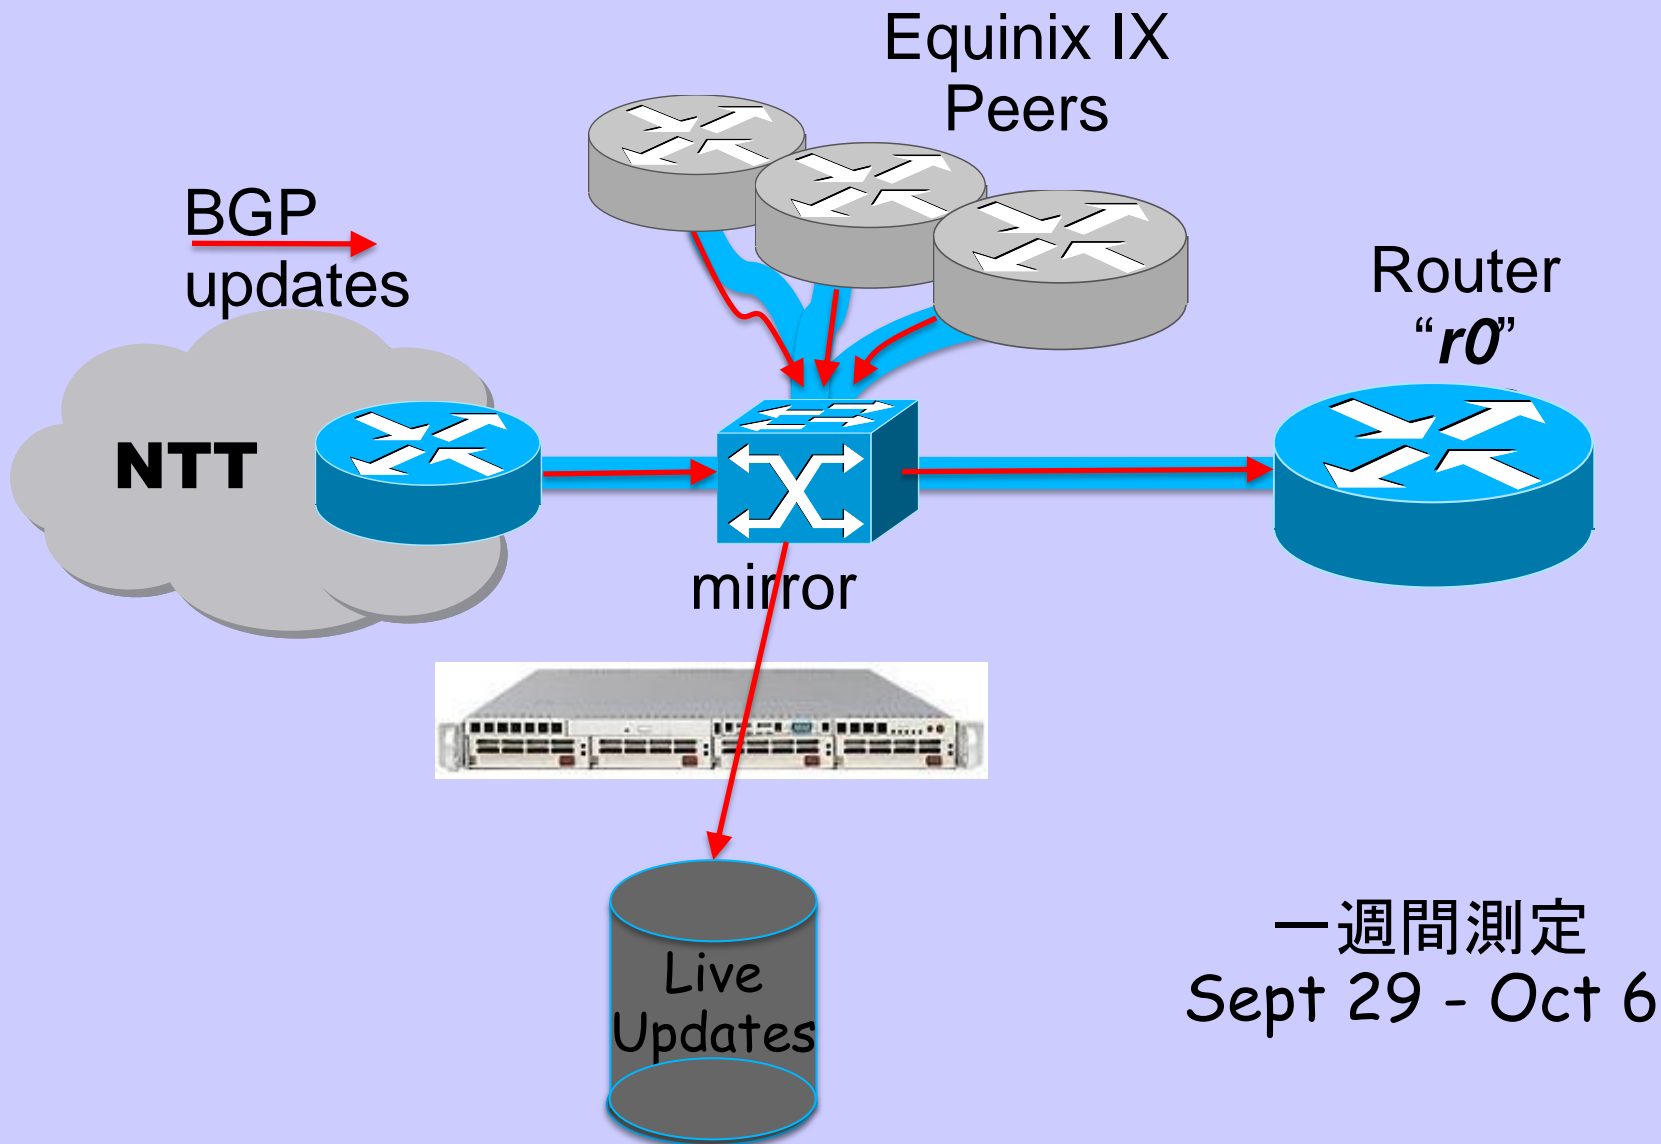 Equinix IX
Peers
BGP
updates
Router
“r0”
NTT
mirror
Live
Updates
一週間測定
Sept 29 - Oct 6